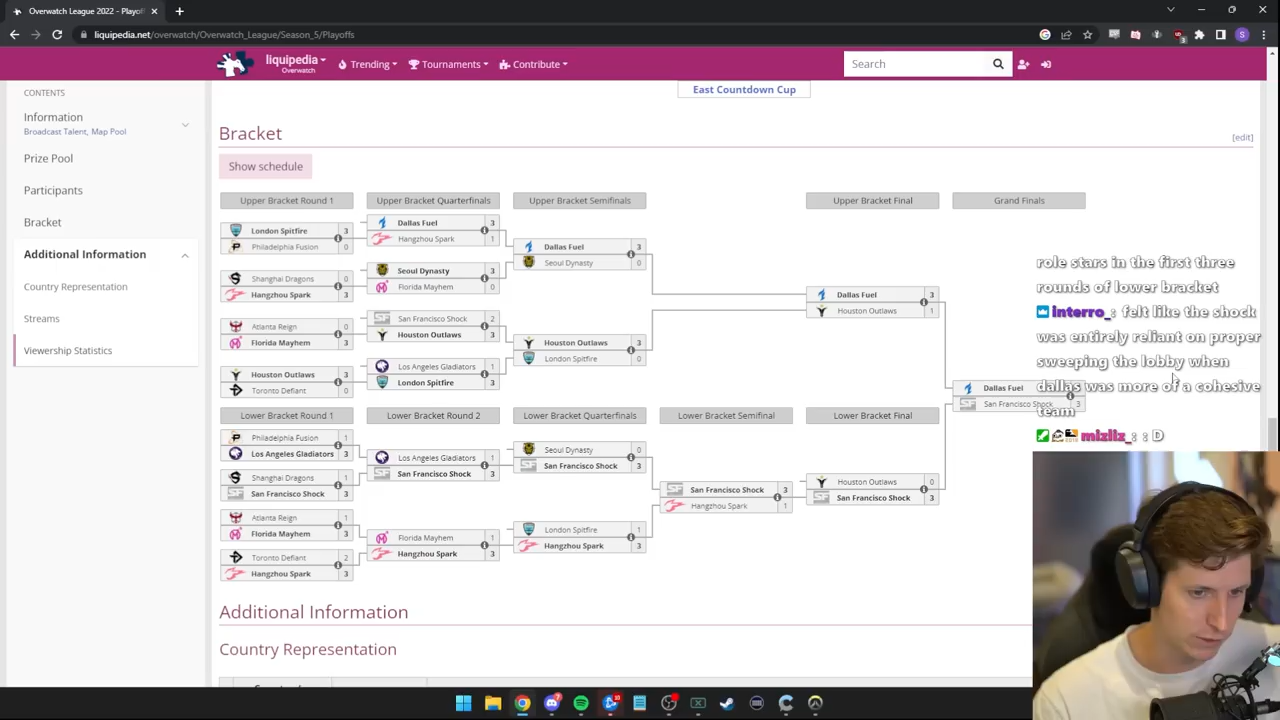 Overwatch League 2022 - Playoff
liquipedia.net/overwatch/Overwatch_League/Season_5/Playoffs
liquipedia
Overwatch
Trending
Tournaments
Contribute
Search
CONTENTS
Information
Broadcast Talent, Map Pool
Prize Pool
Participants
Bracket
Additional Information
Country Representation
Streams
Viewership Statistics
East Countdown Cup
Bracket
[edit]
Show schedule
Upper Bracket Round 1
Upper Bracket Quarterfinals
Upper Bracket Semifinals
Upper Bracket Final
Grand Finals
London Spitfire 3
Philadelphia Fusion 0
Shanghai Dragons 0
Hangzhou Spark 3
Atlanta Reign 0
Florida Mayhem 3
Houston Outlaws 3
Toronto Defiant 0
Dallas Fuel 3
Hangzhou Spark 1
Seoul Dynasty 3
Florida Mayhem 0
San Francisco Shock 2
Houston Outlaws 3
Los Angeles Gladiators 1
London Spitfire 3
Dallas Fuel 3
Seoul Dynasty 0
Houston Outlaws 3
London Spitfire 0
Dallas Fuel 3
Houston Outlaws 1
Dallas Fuel
San Francisco Shock 3
Lower Bracket Round 1
Lower Bracket Round 2
Lower Bracket Quarterfinals
Lower Bracket Semifinal
Lower Bracket Final
Philadelphia Fusion 1
Los Angeles Gladiators 3
Shanghai Dragons 1
San Francisco Shock 3
Atlanta Reign 1
Florida Mayhem 3
Toronto Defiant 2
Hangzhou Spark 3
Los Angeles Gladiators 1
San Francisco Shock 3
Florida Mayhem 1
Hangzhou Spark 3
Seoul Dynasty 0
San Francisco Shock 3
London Spitfire 1
Hangzhou Spark 3
San Francisco Shock 3
Hangzhou Spark 1
Houston Outlaws 0
San Francisco Shock 3
role stars in the first three
rounds of lower bracket
interro_: felt like the shock
was entirely reliant on proper
sweeping the lobby when
dallas was more of a cohesive
team
mizliz_: : D
Additional Information
Country Representation